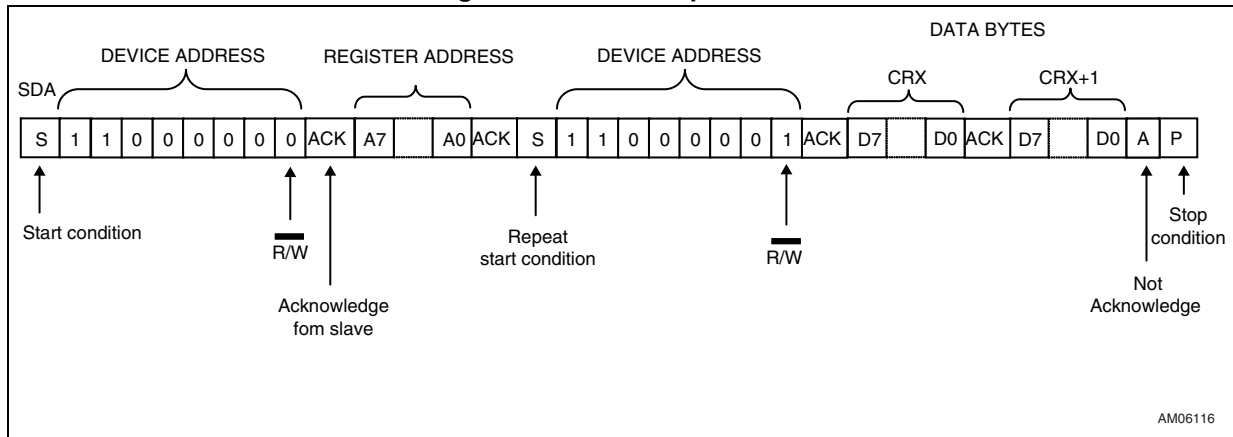 DATA BYTES
DEVICE ADDRESS REGISTER ADDRESS DEVICE ADDRESS CRX CRX+1
SDA
S 1 1 0 0 0 0 0 0 ACK A7 A0 ACK S 1 1 0 0 0 0 0 1 ACK D7 D0 ACK D7 D0 A P
Start condition
R/W
Acknowledge
fom slave
Repeat
start condition
R/W
Not
Acknowledge
Stop
condition
AM06116